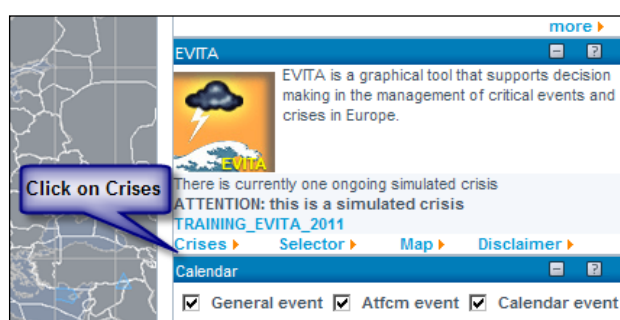 more
EVITA
EVITA is a graphical tool that supports decision
making in the management of critical events and
crises in Europe.
EVITA
Click on Crises
There is currently one ongoing simulated crisis
ATTENTION: this is a simulated crisis
TRAINING_EVITA_2011
Crises Selector Map Disclaimer
Calendar
General event Atfcm event Calendar event